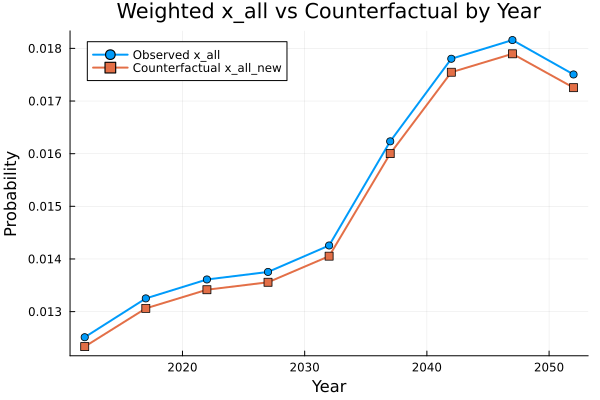 Weighted x_all vs Counterfactual by Year
Observed x_all
Counterfactual x_all_new
Probability
0.018
0.017
0.016
0.015
0.014
0.013
2020 2030 2040 2050
Year